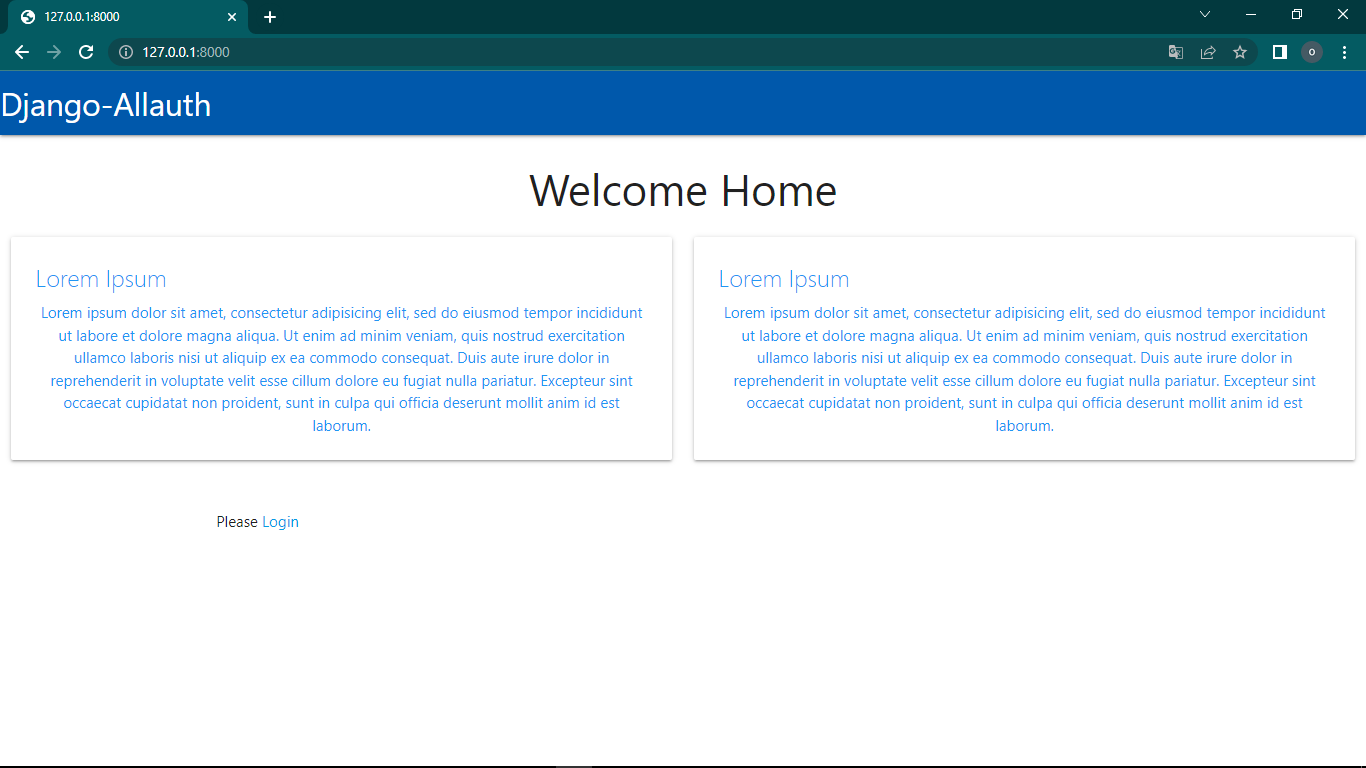 127.0.0.1:8000
127.0.0.1:8000
o
Django-Allauth
Welcome Home
Lorem Ipsum
Lorem ipsum dolor sit amet, consectetur adipisicing elit, sed do eiusmod tempor incididunt
ut labore et dolore magna aliqua. Ut enim ad minim veniam, quis nostrud exercitation
ullamco laboris nisi ut aliquip ex ea commodo consequat. Duis aute irure dolor in
reprehenderit in voluptate velit esse cillum dolore eu fugiat nulla pariatur. Excepteur sint
occaecat cupidatat non proident, sunt in culpa qui officia deserunt mollit anim id est
laborum.
Lorem Ipsum
Lorem ipsum dolor sit amet, consectetur adipisicing elit, sed do eiusmod tempor incididunt
ut labore et dolore magna aliqua. Ut enim ad minim veniam, quis nostrud exercitation
ullamco laboris nisi ut aliquip ex ea commodo consequat. Duis aute irure dolor in
reprehenderit in voluptate velit esse cillum dolore eu fugiat nulla pariatur. Excepteur sint
occaecat cupidatat non proident, sunt in culpa qui officia deserunt mollit anim id est
laborum.
Please Login